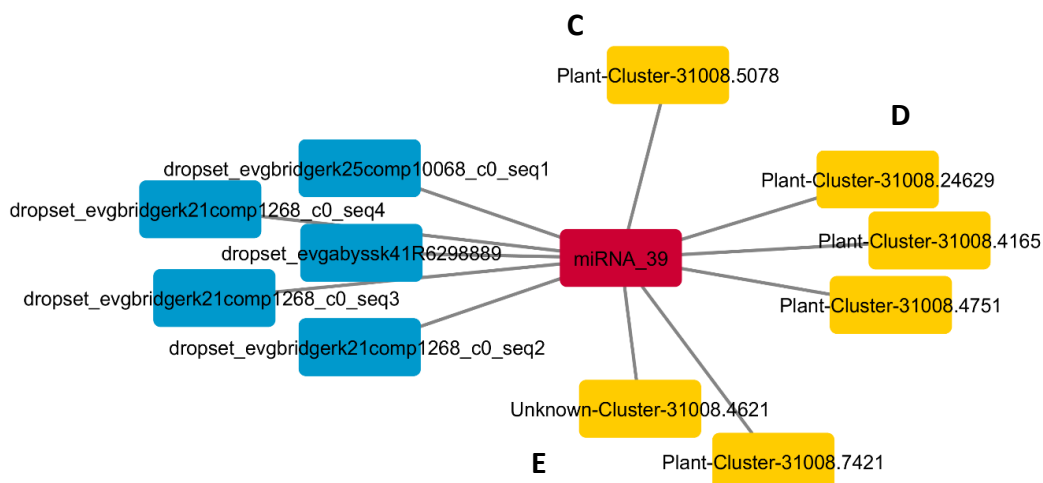 C
Plant-Cluster-31008.5078
D
dropset_evgbridgerk25comp10068_c0_seq1
Plant-Cluster-31008.24629
dropset_evgbridgerk21comp1268_c0_seq4
Plant-Cluster-31008.4165
dropset_evgabyssk41R6298889
miRNA_39
dropset_evgbridgerk21comp1268_c0_seq3
Plant-Cluster-31008.4751
dropset_evgbridgerk21comp1268_c0_seq2
Unknown-Cluster-31008.4621
E
Plant-Cluster-31008.7421